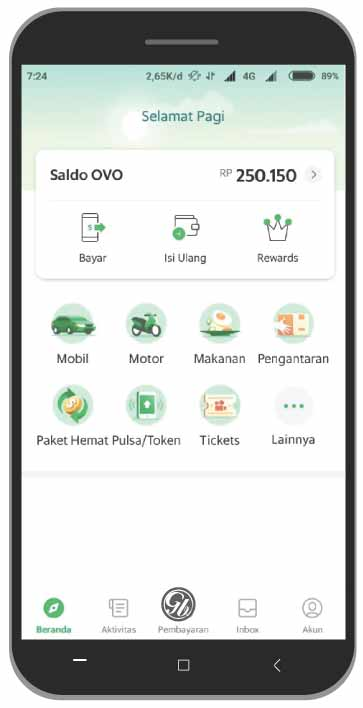 7:24 2,65K/d 4G 89%
Selamat Pagi
Saldo OVO RP 250.150
Bayar Isi Ulang Rewards
Mobil Motor Makanan Pengantaran
Paket Hemat Pulsa/Token Tickets Lainnya
Beranda Aktivitas Pembayaran Inbox Akun